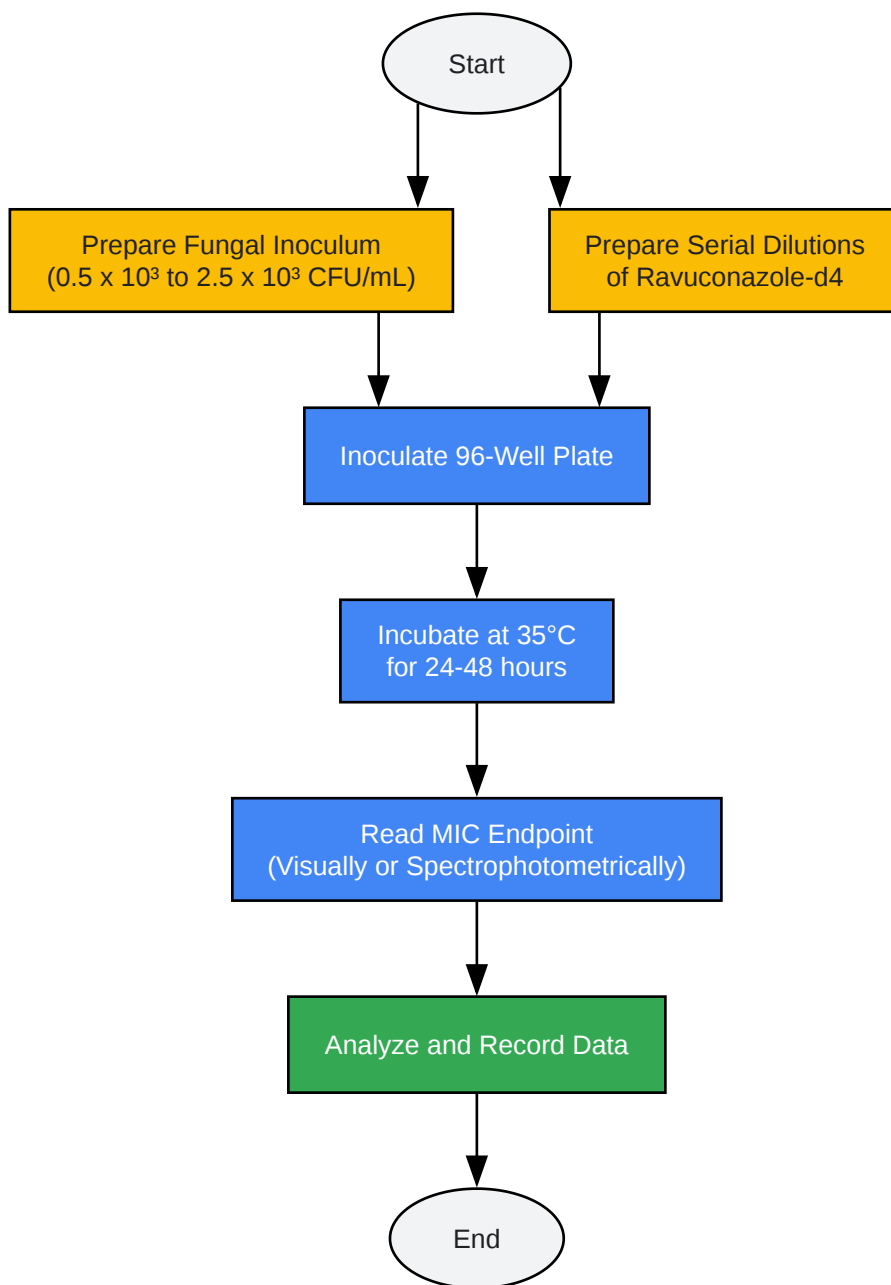 Start
Prepare Fungal Inoculum
(0.5 x 10³ to 2.5 x 10³ CFU/mL)
Prepare Serial Dilutions
of Ravuconazole-d4
Inoculate 96-Well Plate
Incubate at 35°C
for 24-48 hours
Read MIC Endpoint
(Visually or Spectrophotometrically)
Analyze and Record Data
End